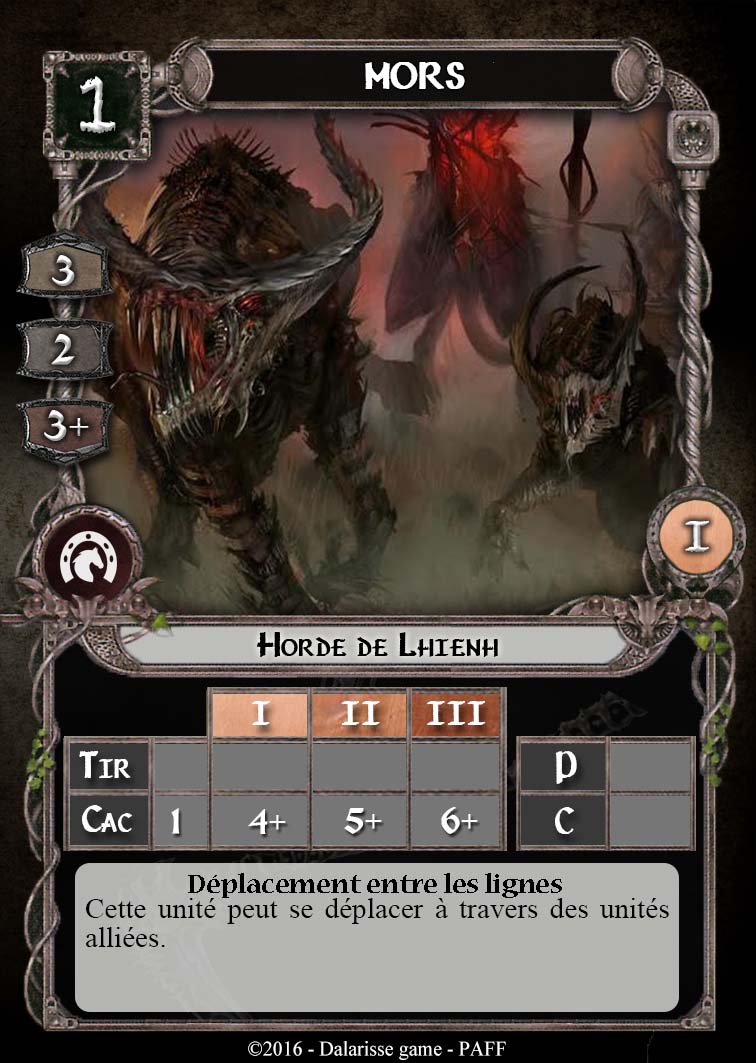 1
MORS
3
2
3+
I
Horde de Lhienh
I II III
Tir
Cac 1 4+ 5+ 6+
P
C
Déplacement entre les lignes
Cette unité peut se déplacer à travers des unités
alliées.
©2016 - Dalarisse game - PAFF